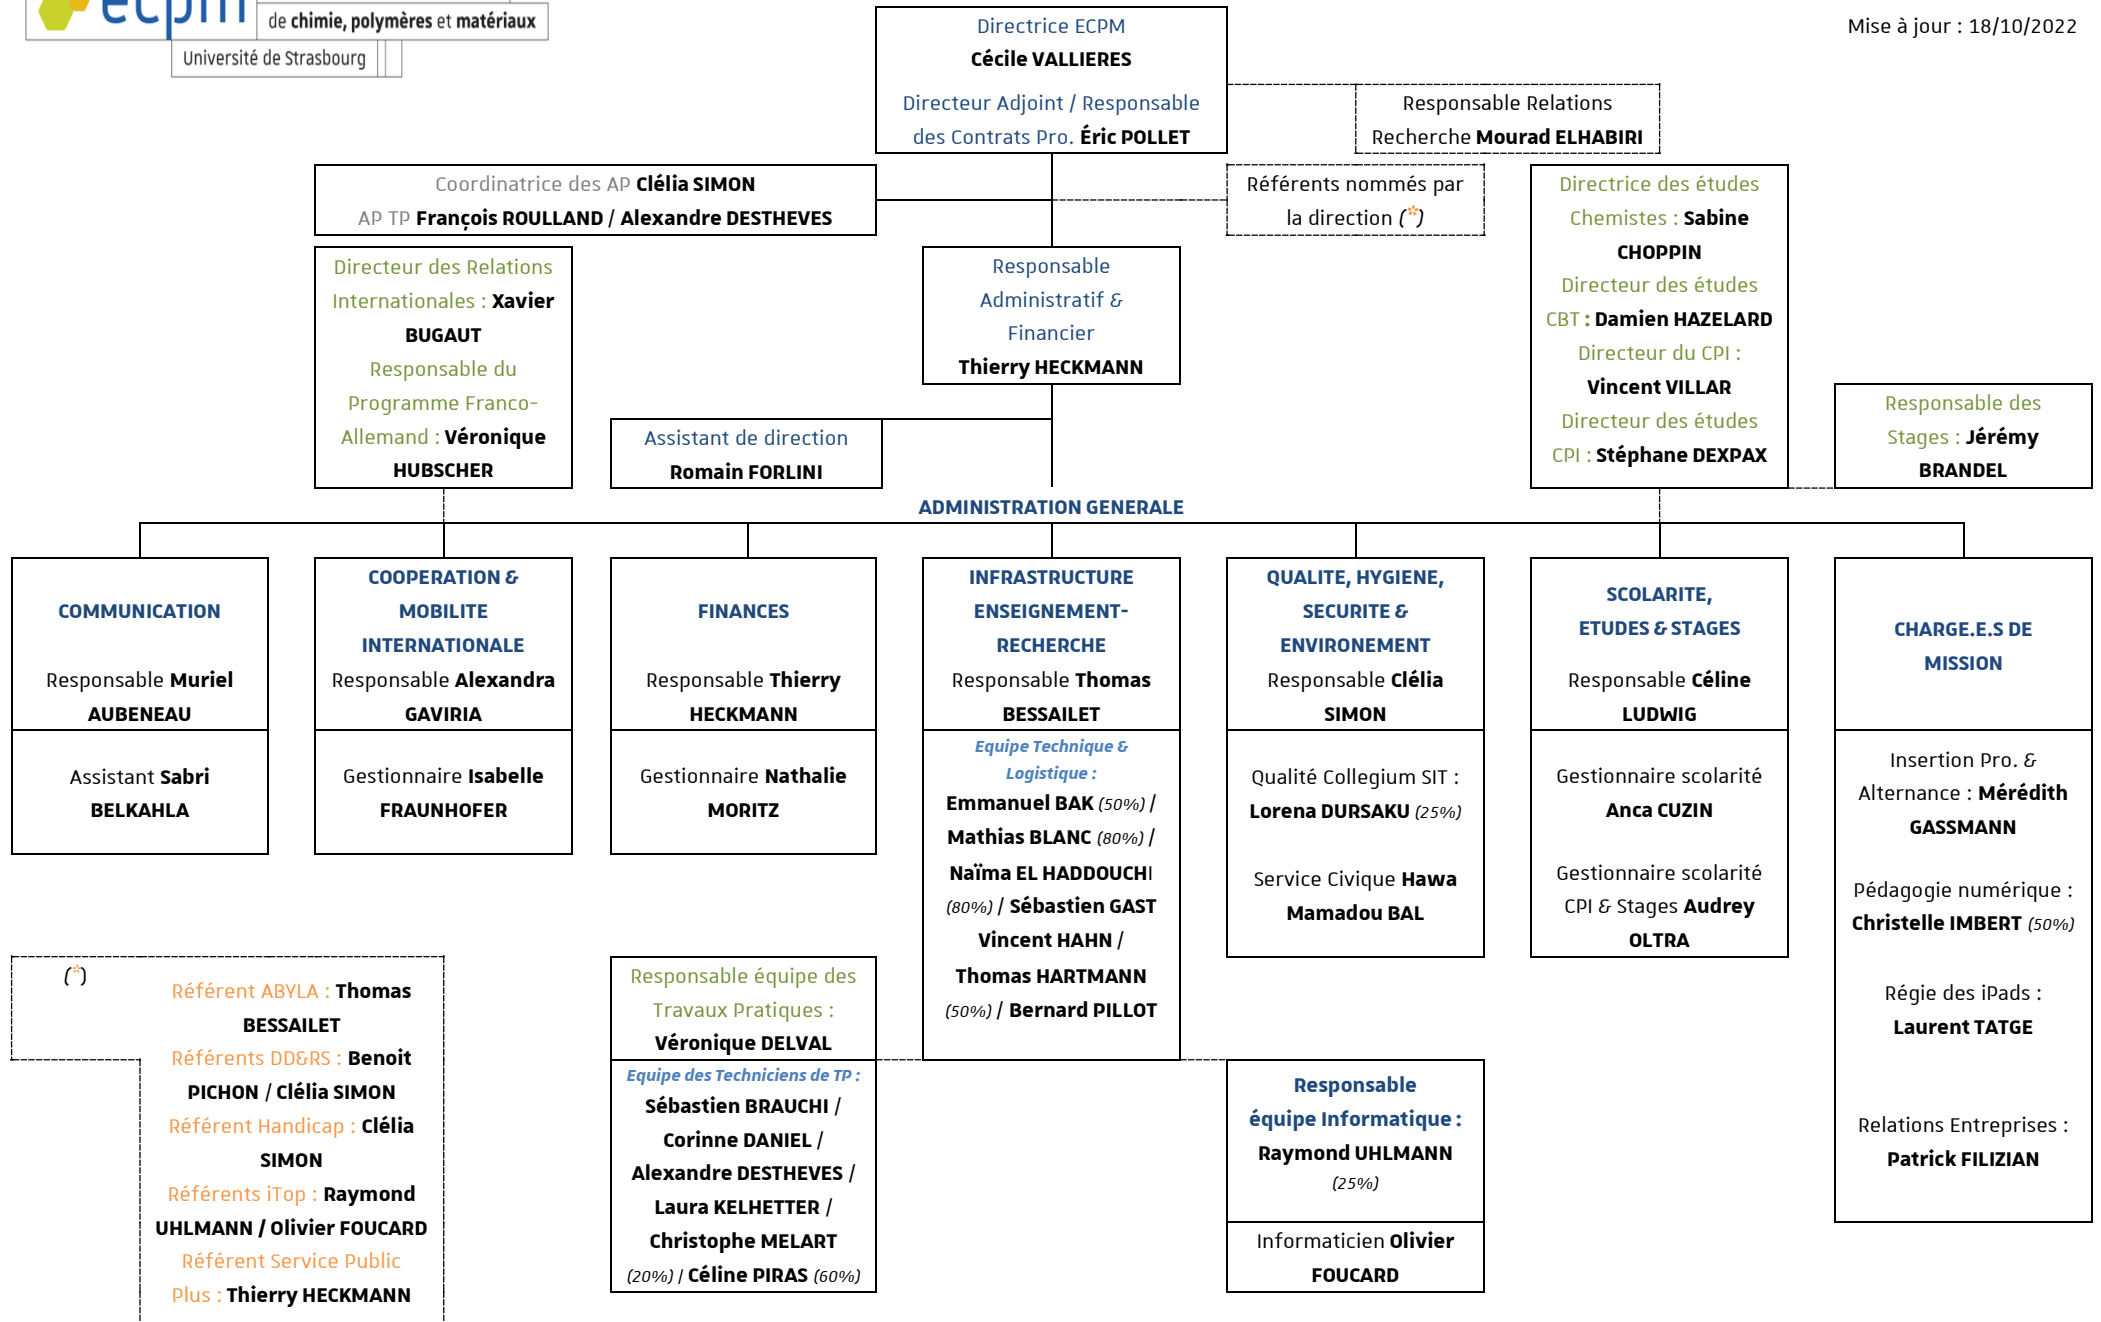 ecpm
de chimie, polymères et matériaux
Université de Strasbourg
Mise à jour : 18/10/2022
Directrice ECPM
Cécile VALLIERES
Directeur Adjoint / Responsable
des Contrats Pro. Éric POLLET
Responsable Relations
Recherche Mourad ELHABIRI
Coordinatrice des AP Clélia SIMON
AP TP François ROULLAND / Alexandre DESTHEVES
Référents nommés par
la direction (*)
Directeur des Relations
Internationales : Xavier
BUGAUT
Responsable du
Programme Franco-
Allemand : Véronique
HUBSCHER
Responsable
Administratif &
Financier
Thierry HECKMANN
Assistant de direction
Romain FORLINI
Directrice des études
Chemistes : Sabine
CHOPPIN
Directeur des études
CBT : Damien HAZELARD
Directeur du CPI :
Vincent VILLAR
Directeur des études
CPI : Stéphane DEXPAX
Responsable des
Stages : Jérémy
BRANDEL
ADMINISTRATION GENERALE
COMMUNICATION
Responsable Muriel
AUBENEAU
Assistant Sabri
BELKAHLA
COOPERATION &
MOBILITE
INTERNATIONALE
Responsable Alexandra
GAVIRIA
Gestionnaire Isabelle
FRAUNHOFER
FINANCES
Responsable Thierry
HECKMANN
Gestionnaire Nathalie
MORITZ
INFRASTRUCTURE
ENSEIGNEMENT-
RECHERCHE
Responsable Thomas
BESSAILET
Equipe Technique &
Logistique :
Emmanuel BAK (50%) /
Mathias BLANC (80%) /
Naïma EL HADDOUCHI
(80%) / Sébastien GAST
Vincent HAHN /
Thomas HARTMANN
(50%) / Bernard PILLOT
QUALITE, HYGIENE,
SECURITE &
ENVIRONEMENT
Responsable Clélia
SIMON
Qualité Collegium SIT :
Lorena DURSAKU (25%)
Service Civique Hawa
Mamadou BAL
SCOLARITE,
ETUDES & STAGES
Responsable Céline
LUDWIG
Gestionnaire scolarité
Anca CUZIN
Gestionnaire scolarité
CPI & Stages Audrey
OLTRA
CHARGE.E.S DE
MISSION
Insertion Pro. &
Alternance : Mérédith
GASSMANN
Pédagogie numérique :
Christelle IMBERT (50%)
Régie des iPads :
Laurent TATGE
Relations Entreprises :
Patrick FILIZIAN
(*)
Référent ABYLA : Thomas
BESSAILET
Référents DD&RS : Benoit
PICHON / Clélia SIMON
Référent Handicap : Clélia
SIMON
Référents iTop : Raymond
UHLMANN / Olivier FOUCARD
Référent Service Public
Plus : Thierry HECKMANN
Responsable équipe des
Travaux Pratiques :
Véronique DELVAL
Equipe des Techniciens de TP :
Sébastien BRAUCHI /
Corinne DANIEL /
Alexandre DESTHEVES /
Laura KELHETTER /
Christophe MELART
(20%) / Céline PIRAS (60%)
Responsable
équipe Informatique :
Raymond UHLMANN
(25%)
Informaticien Olivier
FOUCARD